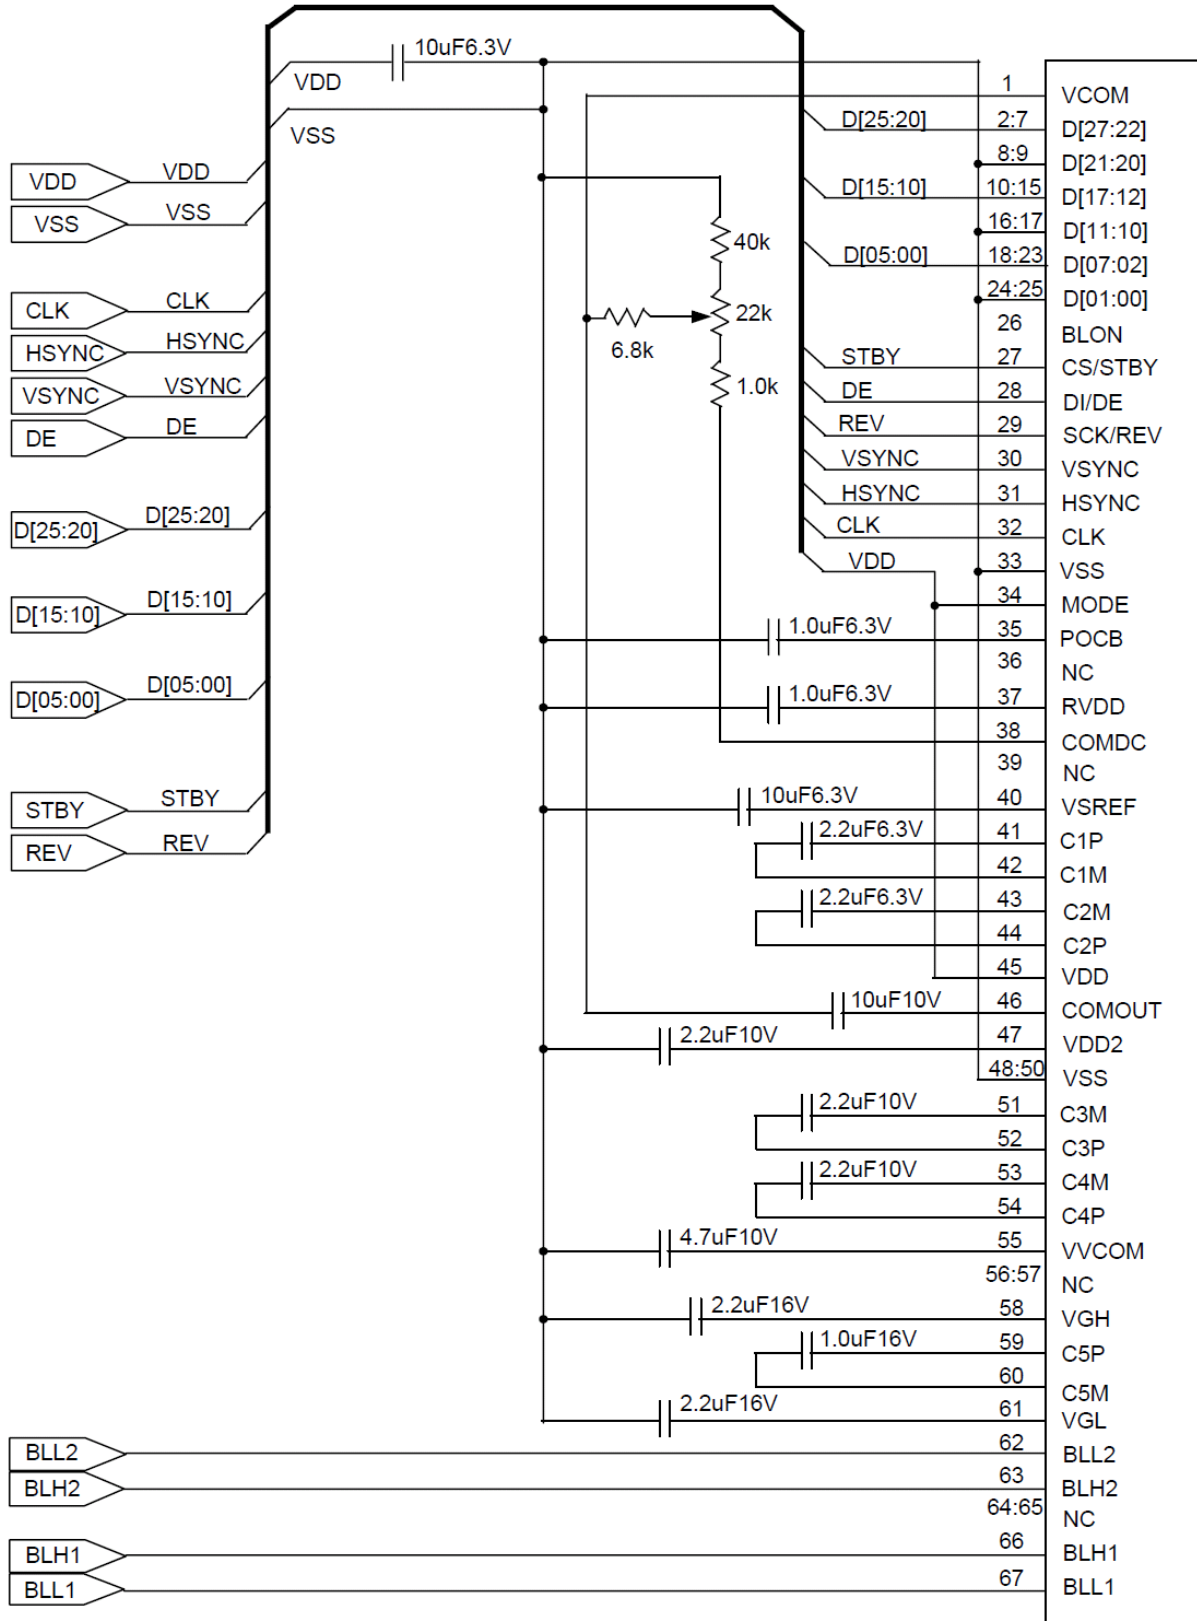 10uF6.3V
VDD
VSS
VDD VDD
VSS VSS
CLK CLK
HSYNC HSYNC
VSYNC VSYNC
DE DE
D[25:20] D[25:20]
D[15:10] D[15:10]
D[05:00] D[05:00]
STBY STBY
REV REV
40k
22k
6.8k
1.0k
1 VCOM
D[25:20] 2:7 D[27:22]
8:9 D[21:20]
D[15:10] 10:15 D[17:12]
16:17 D[11:10]
D[05:00] 18:23 D[07:02]
24:25 D[01:00]
26 BLON
STBY 27 CS/STBY
DE 28 DI/DE
REV 29 SCK/REV
VSYNC 30 VSYNC
HSYNC 31 HSYNC
CLK 32 CLK
VDD 33 VSS
34 MODE
1.0uF6.3V 35 POCB
36 NC
1.0uF6.3V 37 RVDD
38 COMDC
39 NC
10uF6.3V 40 VSREF
2.2uF6.3V 41 C1P
42 C1M
2.2uF6.3V 43 C2M
44 C2P
45 VDD
10uF10V 46 COMOUT
2.2uF10V 47 VDD2
48:50 VSS
2.2uF10V 51 C3M
52 C3P
2.2uF10V 53 C4M
54 C4P
4.7uF10V 55 VVCOM
56:57 NC
2.2uF16V 58 VGH
1.0uF16V 59 C5P
60 C5M
2.2uF16V 61 VGL
BLL2 62 BLL2
BLH2 63 BLH2
64:65 NC
BLH1 66 BLH1
BLL1 67 BLL1